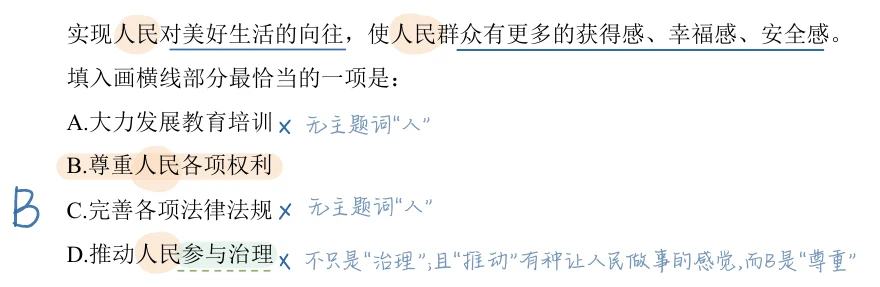 实现人民对美好生活的向往，使人民群众有更多的获得感、幸福感、安全感。
填入画横线部分最恰当的一项是：
A.大力发展教育培训 × 无主题词“人”
B.尊重人民各项权利
B
C.完善各项法律法规 × 无主题词“人”
D.推动人民参与治理 × 不只是“治理”;且“推动”有种让人民做事的感觉,而B是“尊重”